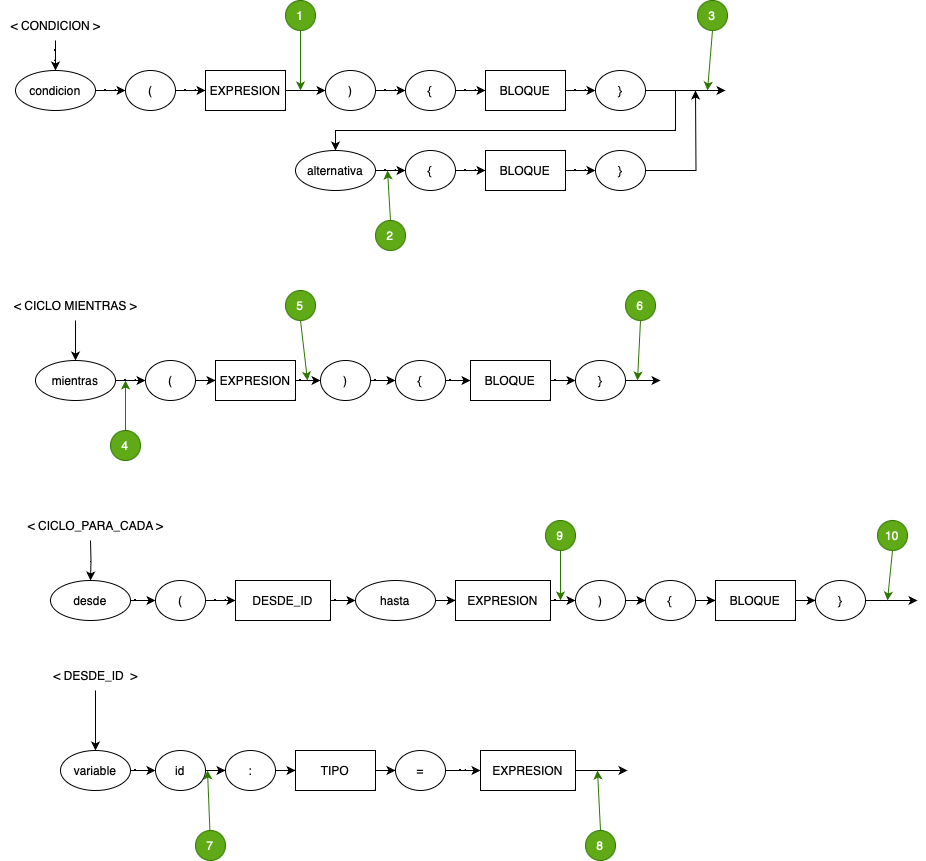 1
3
< CONDICION >
condicion ( EXPRESION ) { BLOQUE }
alternativa { BLOQUE }
2
< CICLO MIENTRAS >
5
6
mientras ( EXPRESION ) { BLOQUE }
4
< CICLO_PARA_CADA >
9
10
desde ( DESDE_ID hasta EXPRESION ) { BLOQUE }
< DESDE_ID >
variable id : TIPO = EXPRESION
7
8